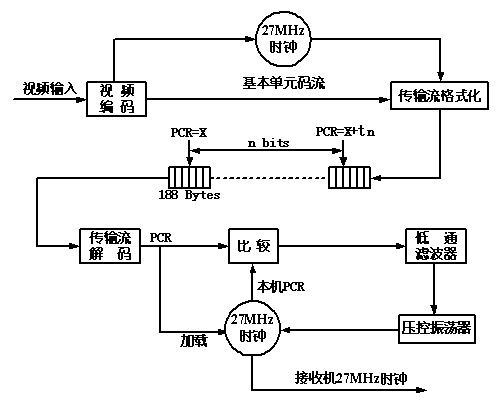 27MHz
时钟
视频输入
视 频
编 码
基本单元码流
传输流格式化
PCR=X
PCR=X+tn
n bits
188 Bytes
传输流
解 码
PCR
比 较
低 通
滤波器
本机PCR
27MHz
时钟
加载
压控振荡器
接收机27MHz时钟